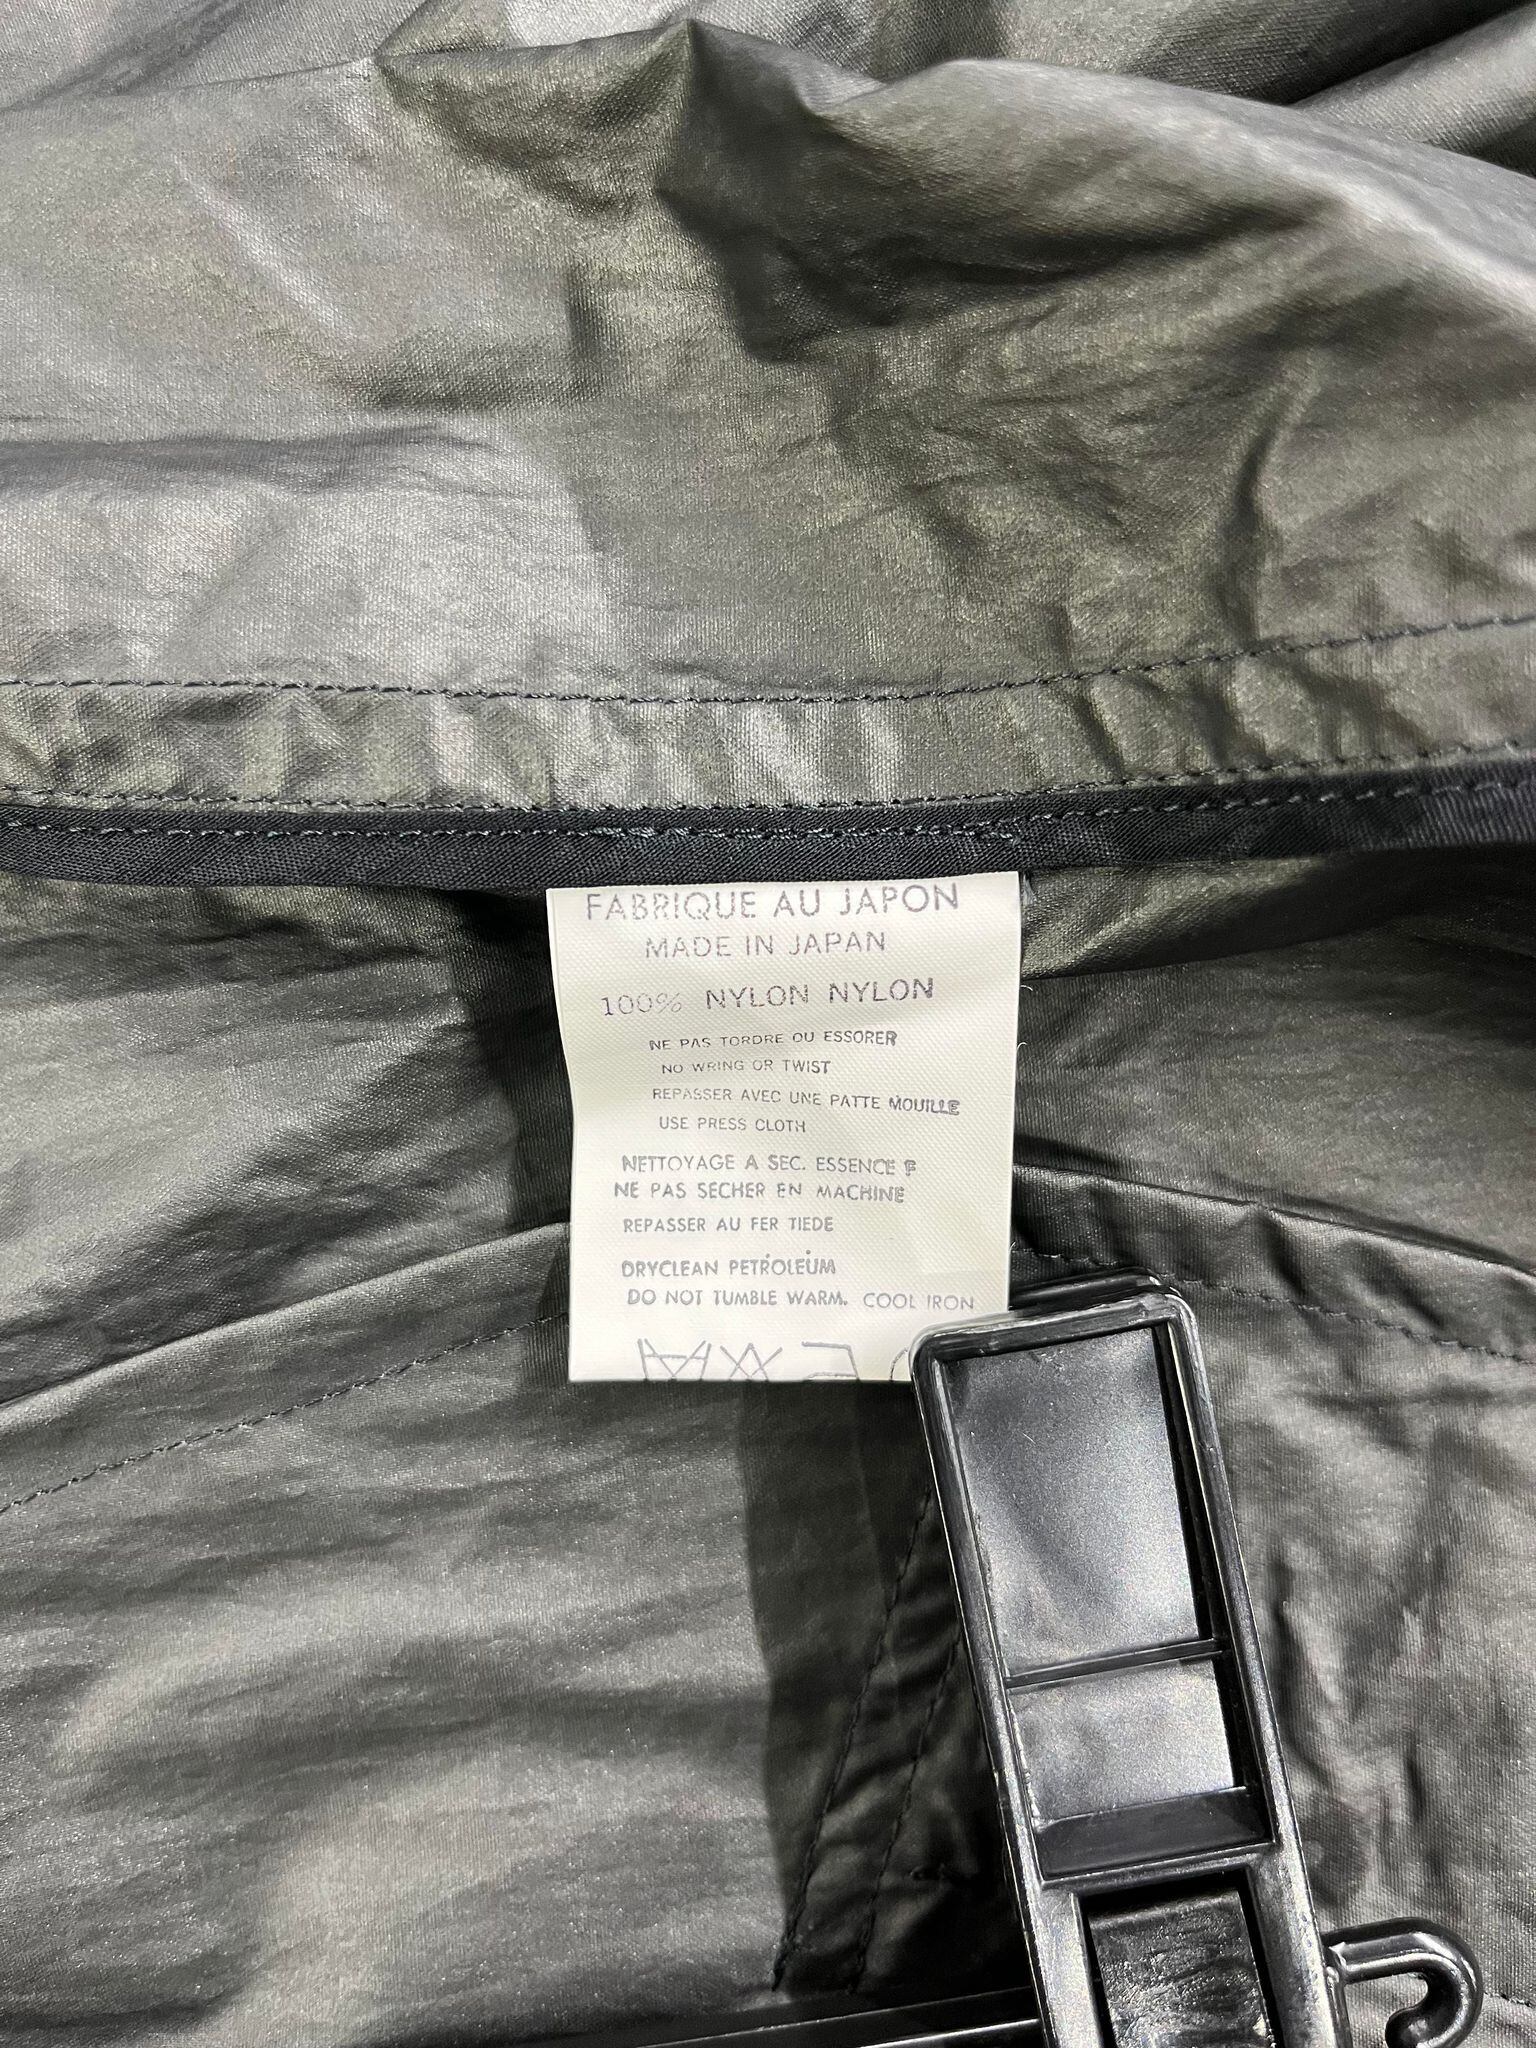 FABRIQUE AU JAPON
MADE IN JAPAN
100% NYLON NYLON
NE PAS TORDRE OU ESSORER
NO WRING OR TWIST
REPASSER AVEC UNE PATTE MOUILLE
USE PRESS CLOTH
NETTOYAGE A SEC. ESSENCE F
NE PAS SECHER EN MACHINE
REPASSER AU FER TIEDE
DRYCLEAN PETROLEUM
DO NOT TUMBLE WARM. COOL IRON